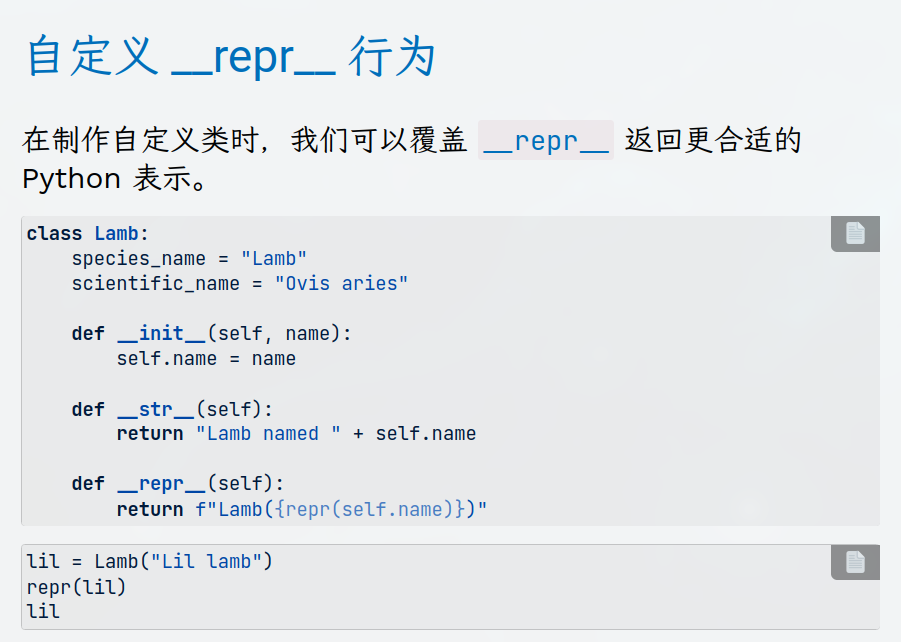 自定义 __repr__ 行为
在制作自定义类时，我们可以覆盖 __repr__ 返回更合适的
Python 表示。
class Lamb:
    species_name = "Lamb"
    scientific_name = "Ovis aries"

    def __init__(self, name):
        self.name = name

    def __str__(self):
        return "Lamb named " + self.name

    def __repr__(self):
        return f"Lamb({repr(self.name)})"
lil = Lamb("Lil lamb")
repr(lil)
lil